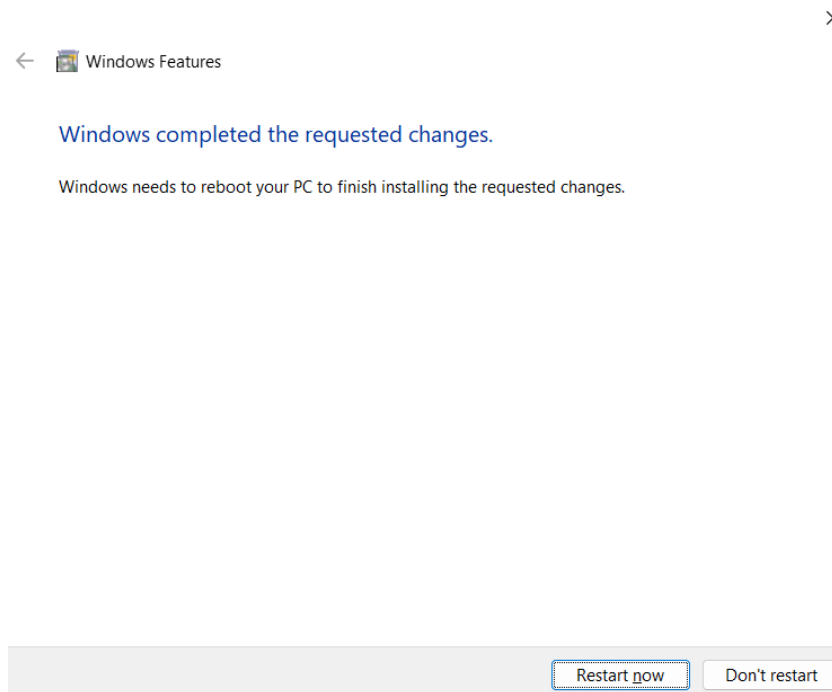 Windows Features
Windows completed the requested changes.
Windows needs to reboot your PC to finish installing the requested changes.
Restart now
Don't restart